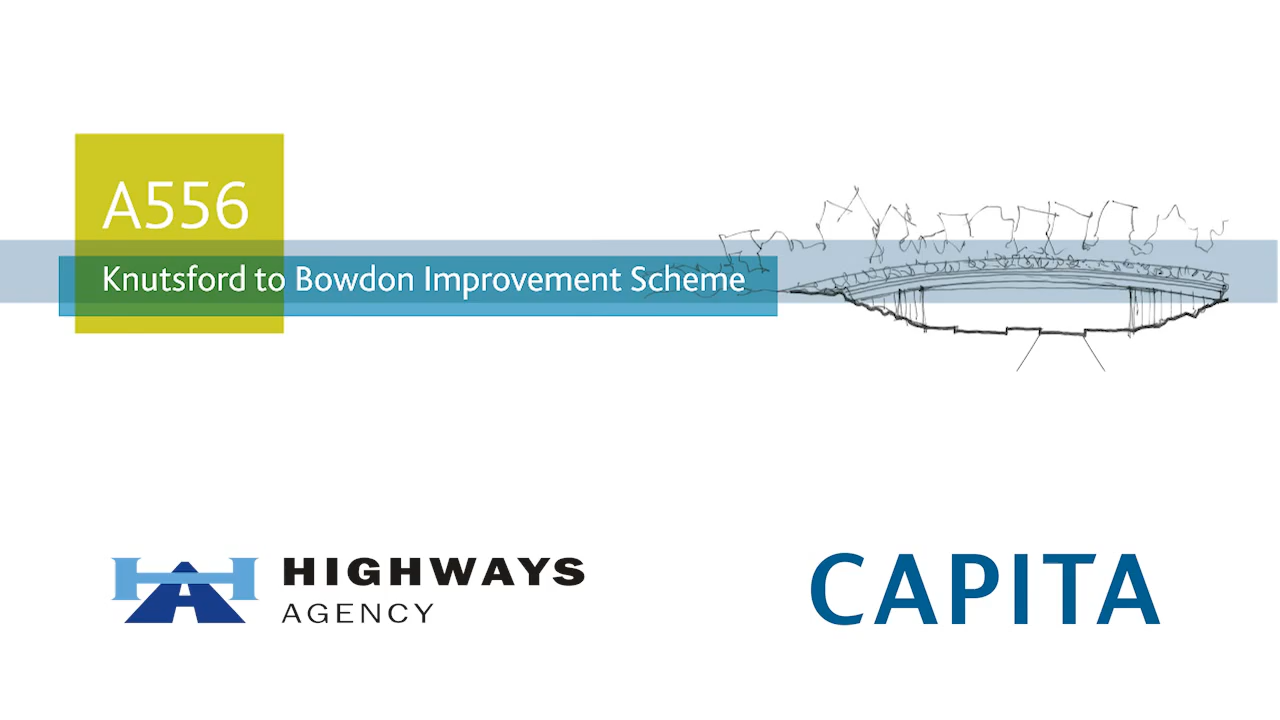 A556
Knutsford to Bowdon Improvement Scheme
HIGHWAYS
AGENCY
CAPITA